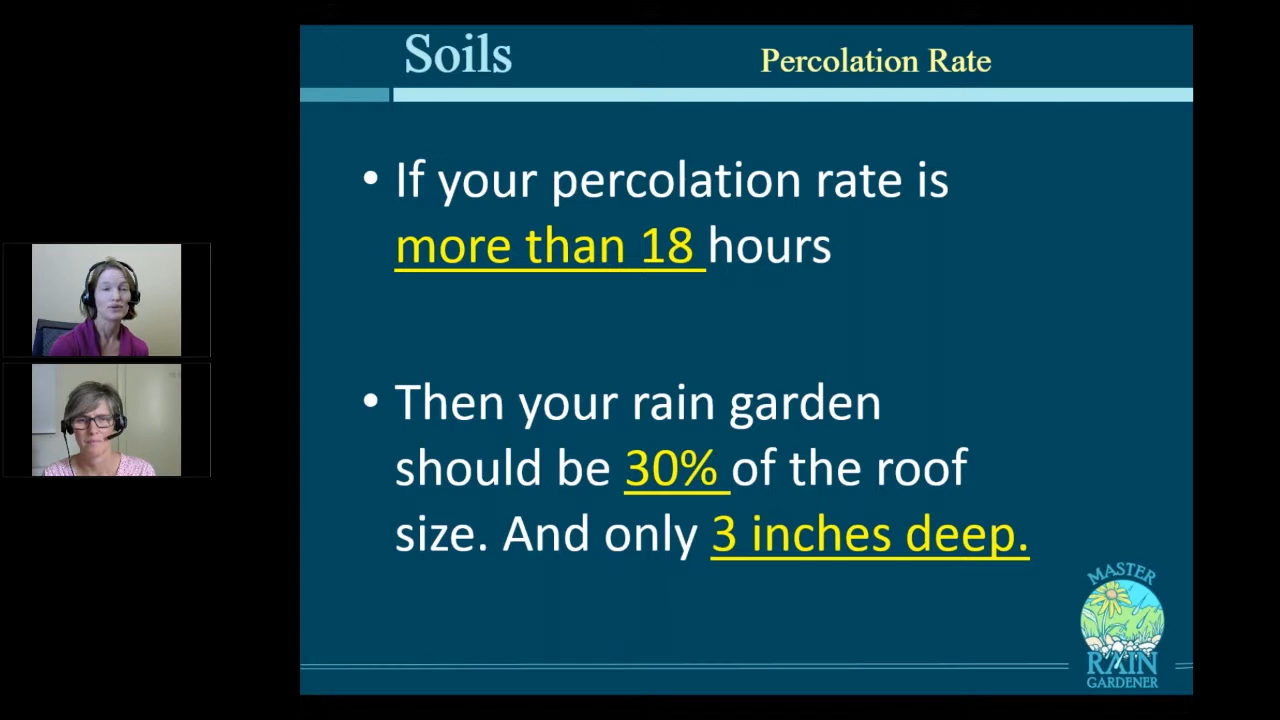 Soils
Percolation Rate
• If your percolation rate is
more than 18 hours
• Then your rain garden
should be 30% of the roof
size. And only 3 inches deep.
MASTER
RAIN
GARDENER